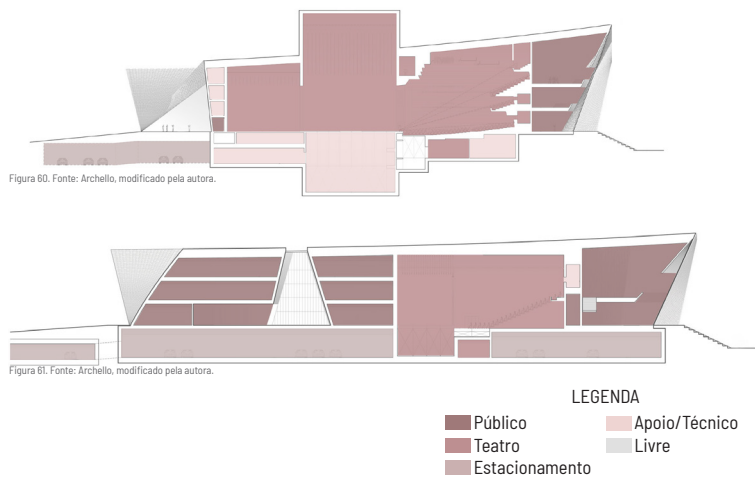 Figura 60. Fonte: Archello, modificado pela autora.
Figura 61. Fonte: Archello, modificado pela autora.
LEGENDA
Público
Apoio/Técnico
Teatro
Livre
Estacionamento